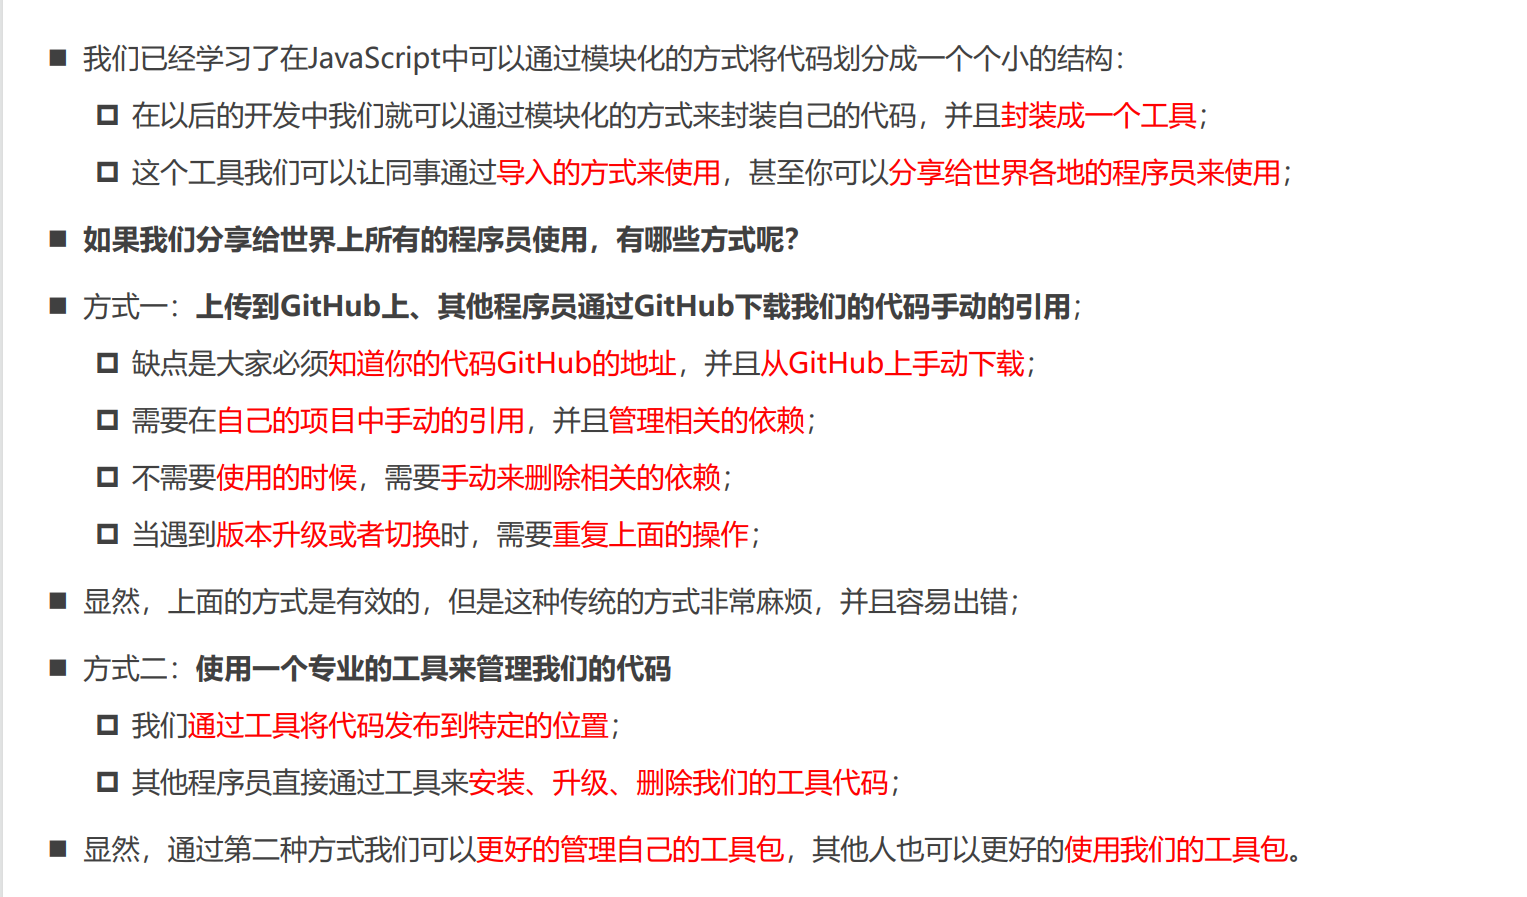 我们已经学习了在JavaScript中可以通过模块化的方式将代码划分成一个个小的结构：
在以后的开发中我们就可以通过模块化的方式来封装自己的代码，并且封装成一个工具；
这个工具我们可以让同事通过导入的方式来使用，甚至你可以分享给世界各地的程序员来使用；
如果我们分享给世界上所有的程序员使用，有哪些方式呢？
方式一：上传到GitHub上、其他程序员通过GitHub下载我们的代码手动的引用；
缺点是大家必须知道你的代码GitHub的地址，并且从GitHub上手动下载；
需要在自己的项目中手动的引用，并且管理相关的依赖；
不需要使用的时候，需要手动来删除相关的依赖；
当遇到版本升级或者切换时，需要重复上面的操作；
显然，上面的方式是有效的，但是这种传统的方式非常麻烦，并且容易出错；
方式二：使用一个专业的工具来管理我们的代码
我们通过工具将代码发布到特定的位置；
其他程序员直接通过工具来安装、升级、删除我们的工具代码；
显然，通过第二种方式我们可以更好的管理自己的工具包，其他人也可以更好的使用我们的工具包。